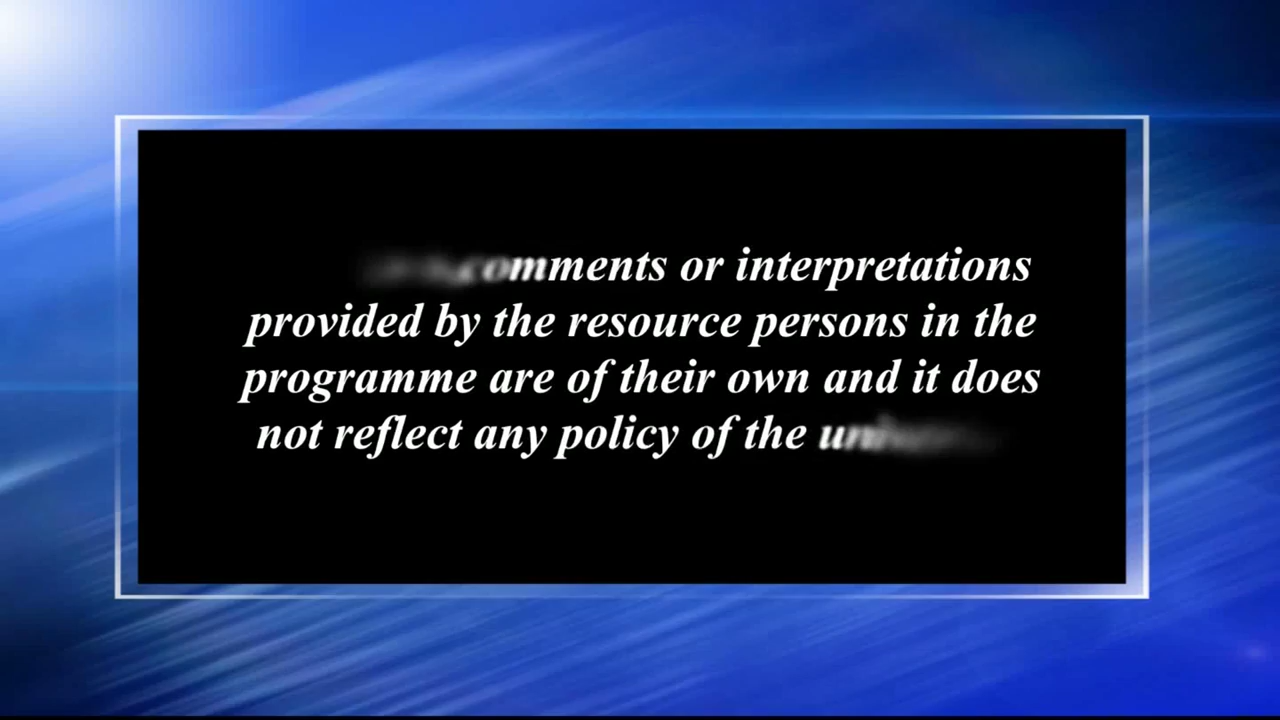 comments or interpretations
provided by the resource persons in the
programme are of their own and it does
not reflect any policy of the